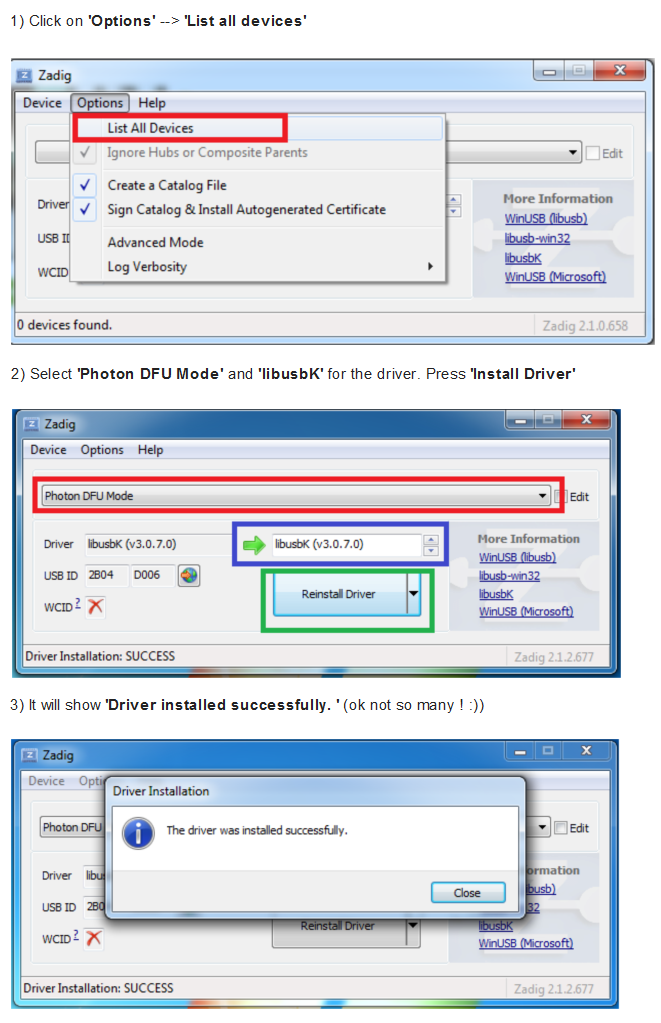 1) Click on 'Options' --> 'List all devices'
Zadig
Device Options Help
List All Devices
Ignore Hubs or Composite Parents
Edit
Create a Catalog File
Sign Catalog & Install Autogenerated Certificate
Advanced Mode
Log Verbosity
Driver
USB ID
WCID
More Information
WinUSB (libusb)
libusb-win32
libusbK
WinUSB (Microsoft)
0 devices found.
Zadig 2.1.0.658
2) Select 'Photon DFU Mode' and 'libusbK' for the driver. Press 'Install Driver'
Zadig
Device Options Help
Photon DFU Mode
Edit
Driver libusbK (v3.0.7.0) libusbK (v3.0.7.0)
USB ID 2B04 D006
WCID ?
Reinstall Driver
More Information
WinUSB (libusb)
libusb-win32
libusbK
WinUSB (Microsoft)
Driver Installation: SUCCESS
Zadig 2.1.2.677
3) It will show 'Driver installed successfully. ' (ok not so many ! :))
Zadig
Device Opti
Driver Installation
The driver was installed successfully.
Close
Photon DFU
Edit
Driver libu
USB ID 2B0
WCID ?
Reinstall Driver
ormation
busb)
32
libusbK
WinUSB (Microsoft)
Driver Installation: SUCCESS
Zadig 2.1.2.677